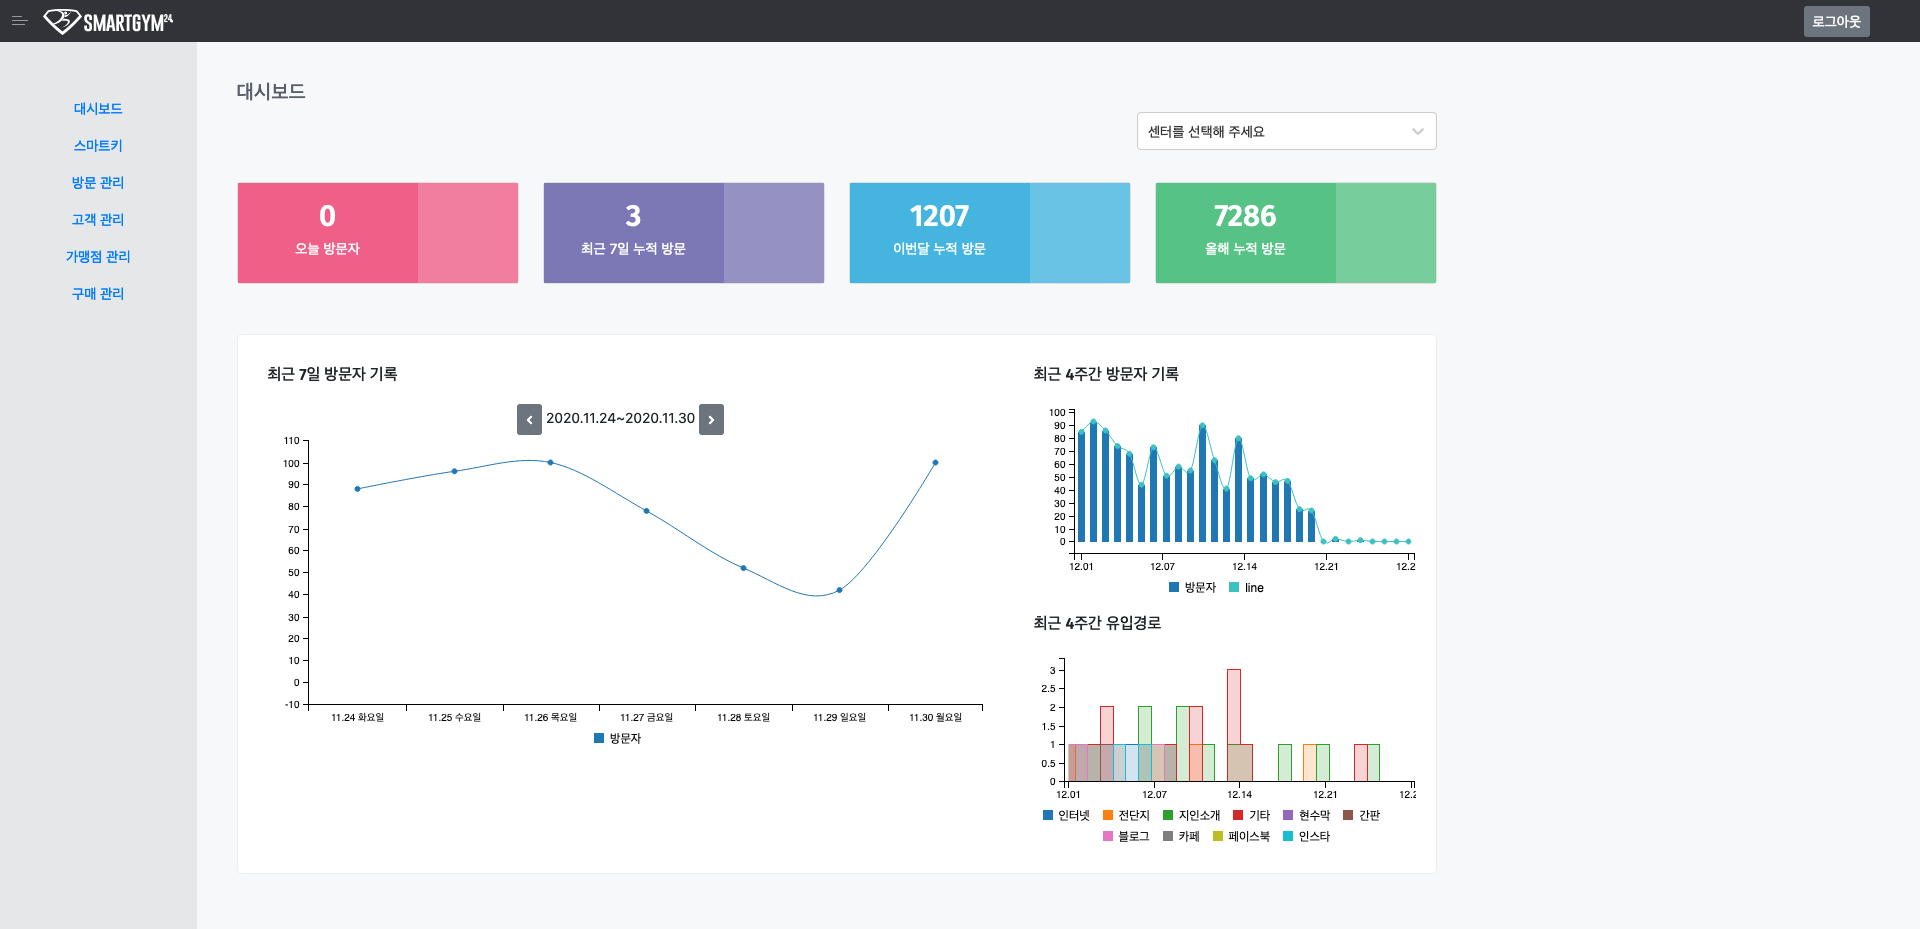 SMARTGYM24
로그아웃
대시보드
스마트키
방문 관리
고객 관리
가맹점 관리
구매 관리
대시보드
센터를 선택해 주세요
0
오늘 방문자
3
최근 7일 누적 방문
1207
이번달 누적 방문
7286
올해 누적 방문
최근 7일 방문자 기록
2020.11.24~2020.11.30
110
100
90
80
70
60
50
40
30
20
10
0
-10
11.24 화요일 11.25 수요일 11.26 목요일 11.27 금요일 11.28 토요일 11.29 일요일 11.30 월요일
방문자
최근 4주간 방문자 기록
100
90
80
70
60
50
40
30
20
10
0
12.01 12.07 12.14 12.21 12.2
방문자 line
최근 4주간 유입경로
3
2.5
2
1.5
1
0.5
0
12.01 12.07 12.14 12.21 12.2
인터넷 전단지 지인소개 기타 현수막 간판
블로그 카페 페이스북 인스타